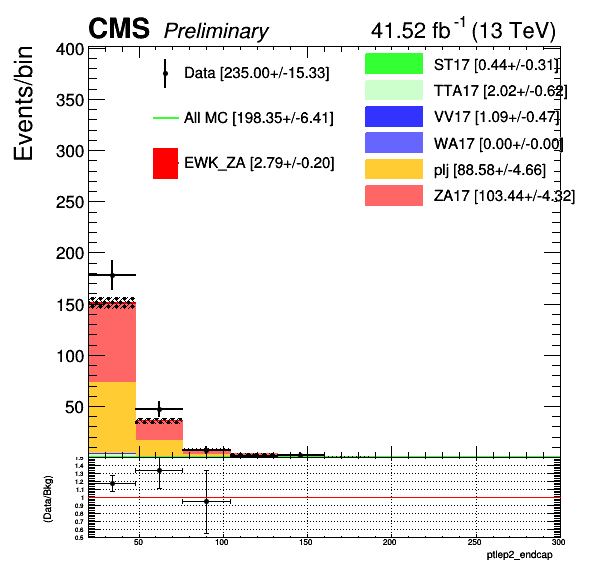 CMS Preliminary 41.52 fb⁻¹ (13 TeV)
Events/bin
400
350
300
250
200
150
100
50
Data [235.00+/-15.33]
All MC [198.35+/-6.41]
EWK_ZA [2.79+/-0.20]
ST17 [0.44+/-0.31]
TTA17 [2.02+/-0.62]
VV17 [1.09+/-0.47]
WA17 [0.00+/-0.00]
plj [88.58+/-4.66]
ZA17 [103.44+/-4.32]
(Data/Bkg)
1.5
1.4
1.3
1.2
1.1
1
0.9
0.8
0.7
0.6
0.5
50 100 150 200 250 300
ptlep2_endcap